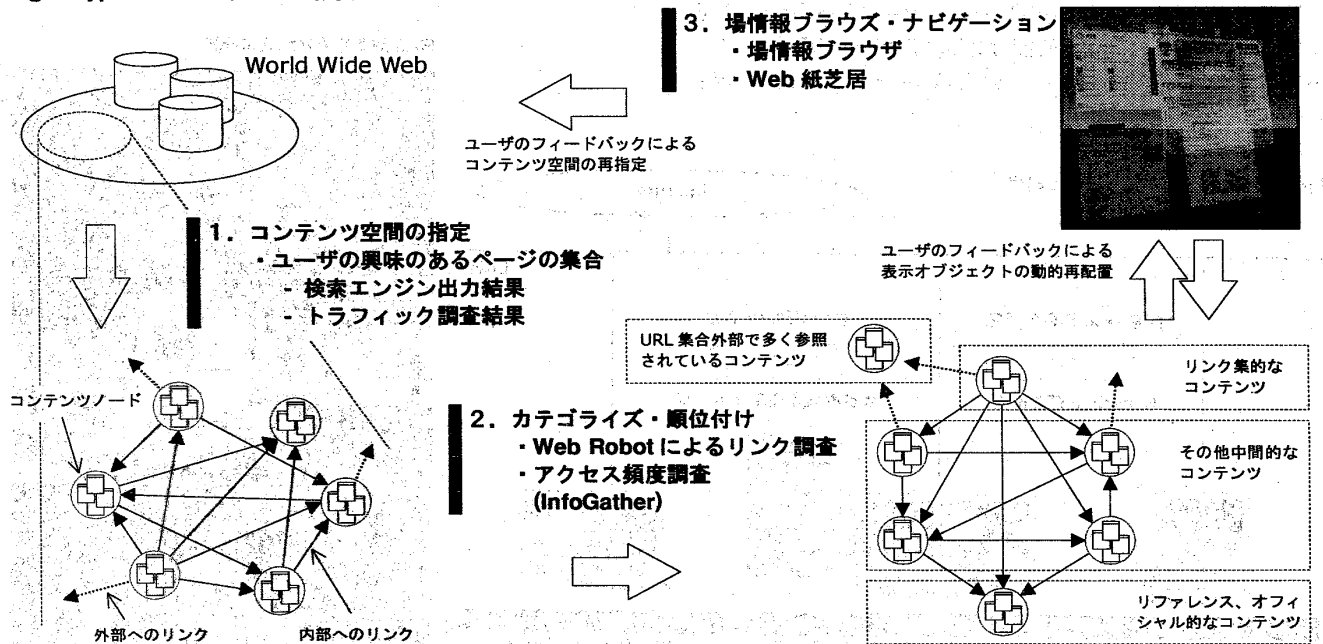 World Wide Web
3. 場情報ブラウズ・ナビゲーション
・場情報ブラウザ
・Web 紙芝居
ユーザのフィードバックによる
コンテンツ空間の再指定
1. コンテンツ空間の指定
・ユーザの興味のあるページの集合
- 検索エンジン出力結果
- トラフィック調査結果
ユーザのフィードバックによる
表示オブジェクトの動的再配置
コンテンツノード
外部へのリンク
内部へのリンク
2. カテゴライズ・順位付け
・Web Robot によるリンク調査
・アクセス頻度調査
(InfoGather)
URL 集合外部で多く参照
されているコンテンツ
リンク集的な
コンテンツ
その他中間的な
コンテンツ
リファレンス、オフィ
シャル的なコンテンツ